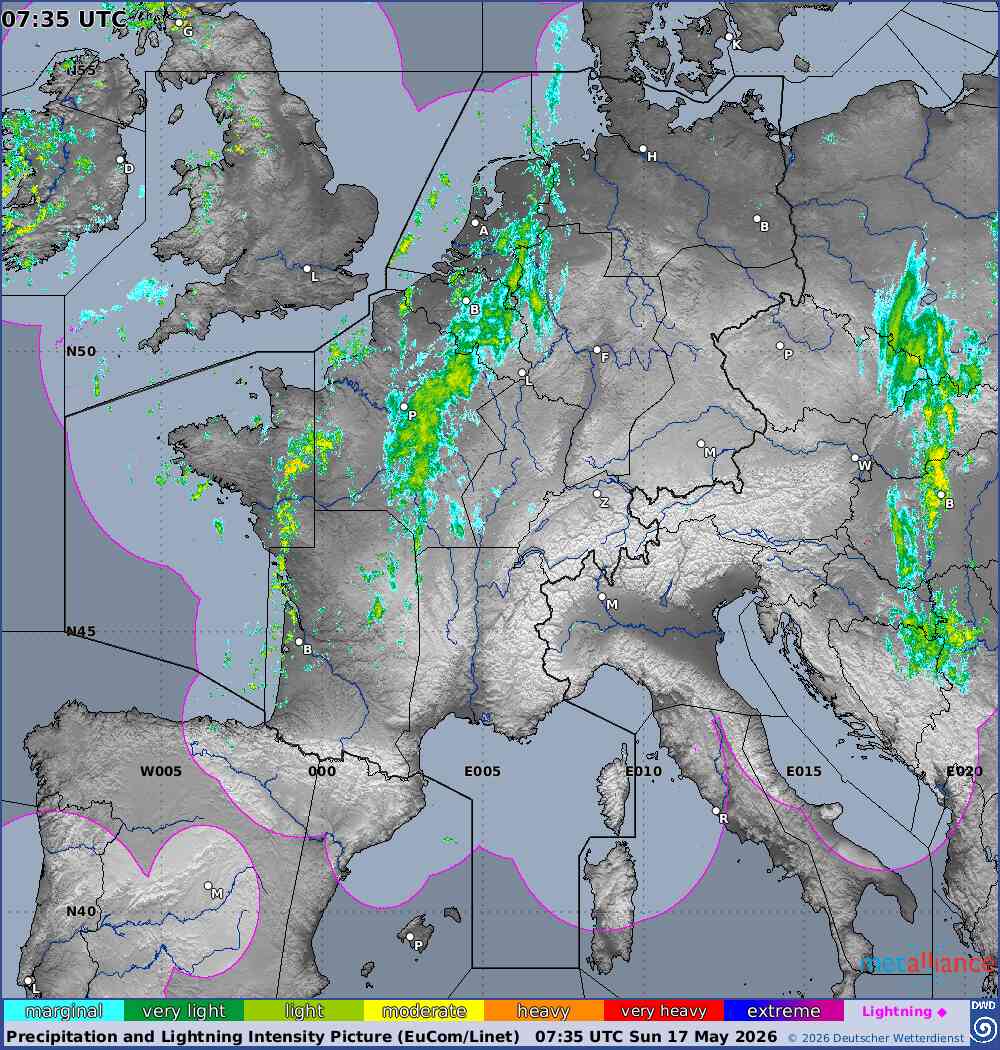 07:35 UTC
G
K
N55
D
H
A
B
L
B
N50
F
P
L
P
M
W
Z
B
M
N45
B
W005
000
E005
E010
E015
E020
R
M
N40
P
L
metalliance
marginal very light light moderate heavy very heavy extreme Lightning ◆
DWD
Precipitation and Lightning Intensity Picture (EuCom/Linet) 07:35 UTC Sun 17 May 2026 © 2026 Deutscher Wetterdienst